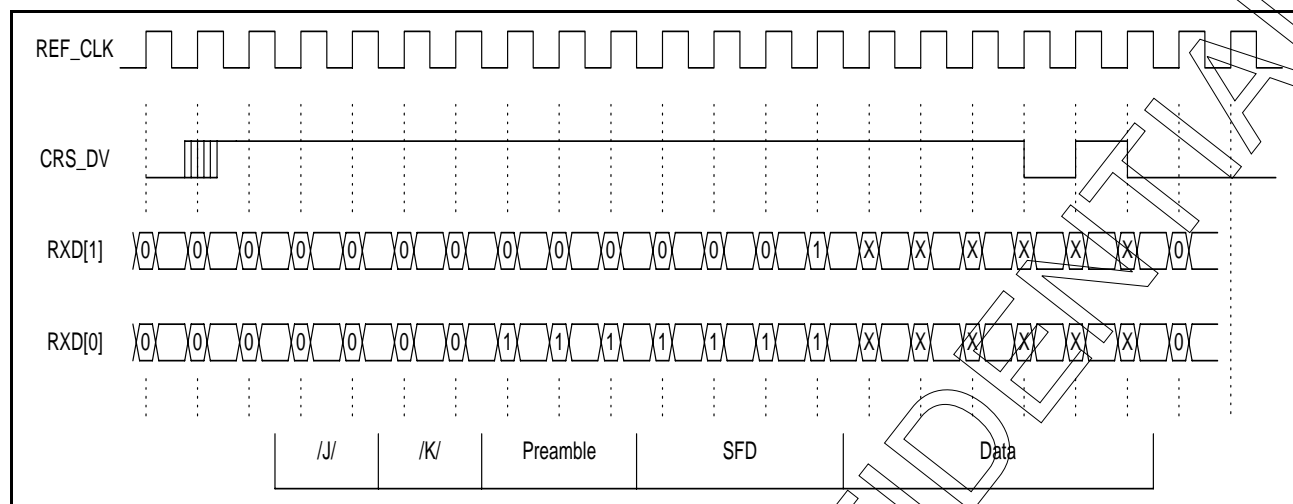 REF_CLK
CRS_DV
RXD[1] 0 0 0 0 0 0 0 0 0 0 0 0 0 1 X X X X X X 0
RXD[0] 0 0 0 0 0 0 0 1 1 1 1 1 1 1 X X X X X X 0
/J/ /K/ Preamble SFD Data
IDENTIA